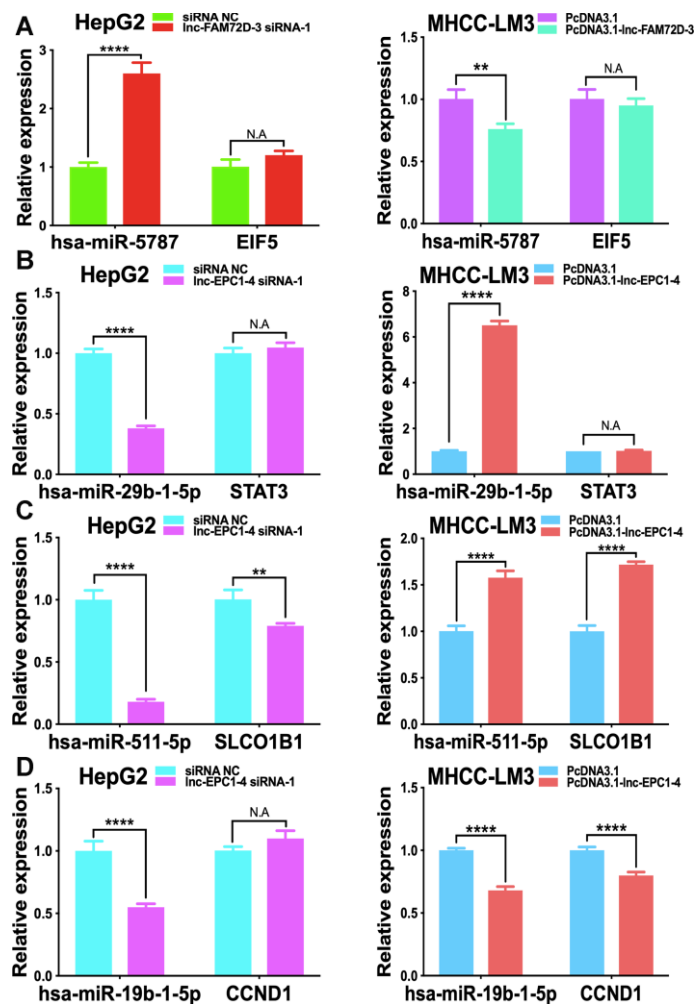 A
HepG2
siRNA NC
lnc-FAM72D-3 siRNA-1
Relative expression
3
2
1
0
****
N.A
hsa-miR-5787
EIF5
MHCC-LM3
PcDNA3.1
PcDNA3.1-lnc-FAM72D-3
Relative expression
1.5
1.0
0.5
0.0
**
N.A
hsa-miR-5787
EIF5
B
HepG2
siRNA NC
lnc-EPC1-4 siRNA-1
Relative expression
1.5
1.0
0.5
0.0
****
N.A
hsa-miR-29b-1-5p
STAT3
MHCC-LM3
PcDNA3.1
PcDNA3.1-lnc-EPC1-4
Relative expression
8
6
4
2
0
****
N.A
hsa-miR-29b-1-5p
STAT3
C
HepG2
siRNA NC
lnc-EPC1-4 siRNA-1
Relative expression
1.5
1.0
0.5
0.0
****
**
hsa-miR-511-5p
SLCO1B1
MHCC-LM3
PcDNA3.1
PcDNA3.1-lnc-EPC1-4
Relative expression
2.0
1.5
1.0
0.5
0.0
****
****
hsa-miR-511-5p
SLCO1B1
D
HepG2
siRNA NC
lnc-EPC1-4 siRNA-1
Relative expression
1.5
1.0
0.5
0.0
****
N.A
hsa-miR-19b-1-5p
CCND1
MHCC-LM3
PcDNA3.1
PcDNA3.1-lnc-EPC1-4
Relative expression
1.5
1.0
0.5
0.0
****
****
hsa-miR-19b-1-5p
CCND1